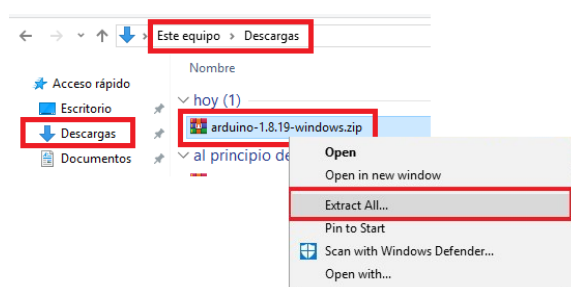 Este equipo > Descargas
Nombre
Acceso rápido
hoy (1)
Escritorio
arduino-1.8.19-windows.zip
Descargas
al principio de
Documentos
Open
Open in new window
Extract All...
Pin to Start
Scan with Windows Defender...
Open with...